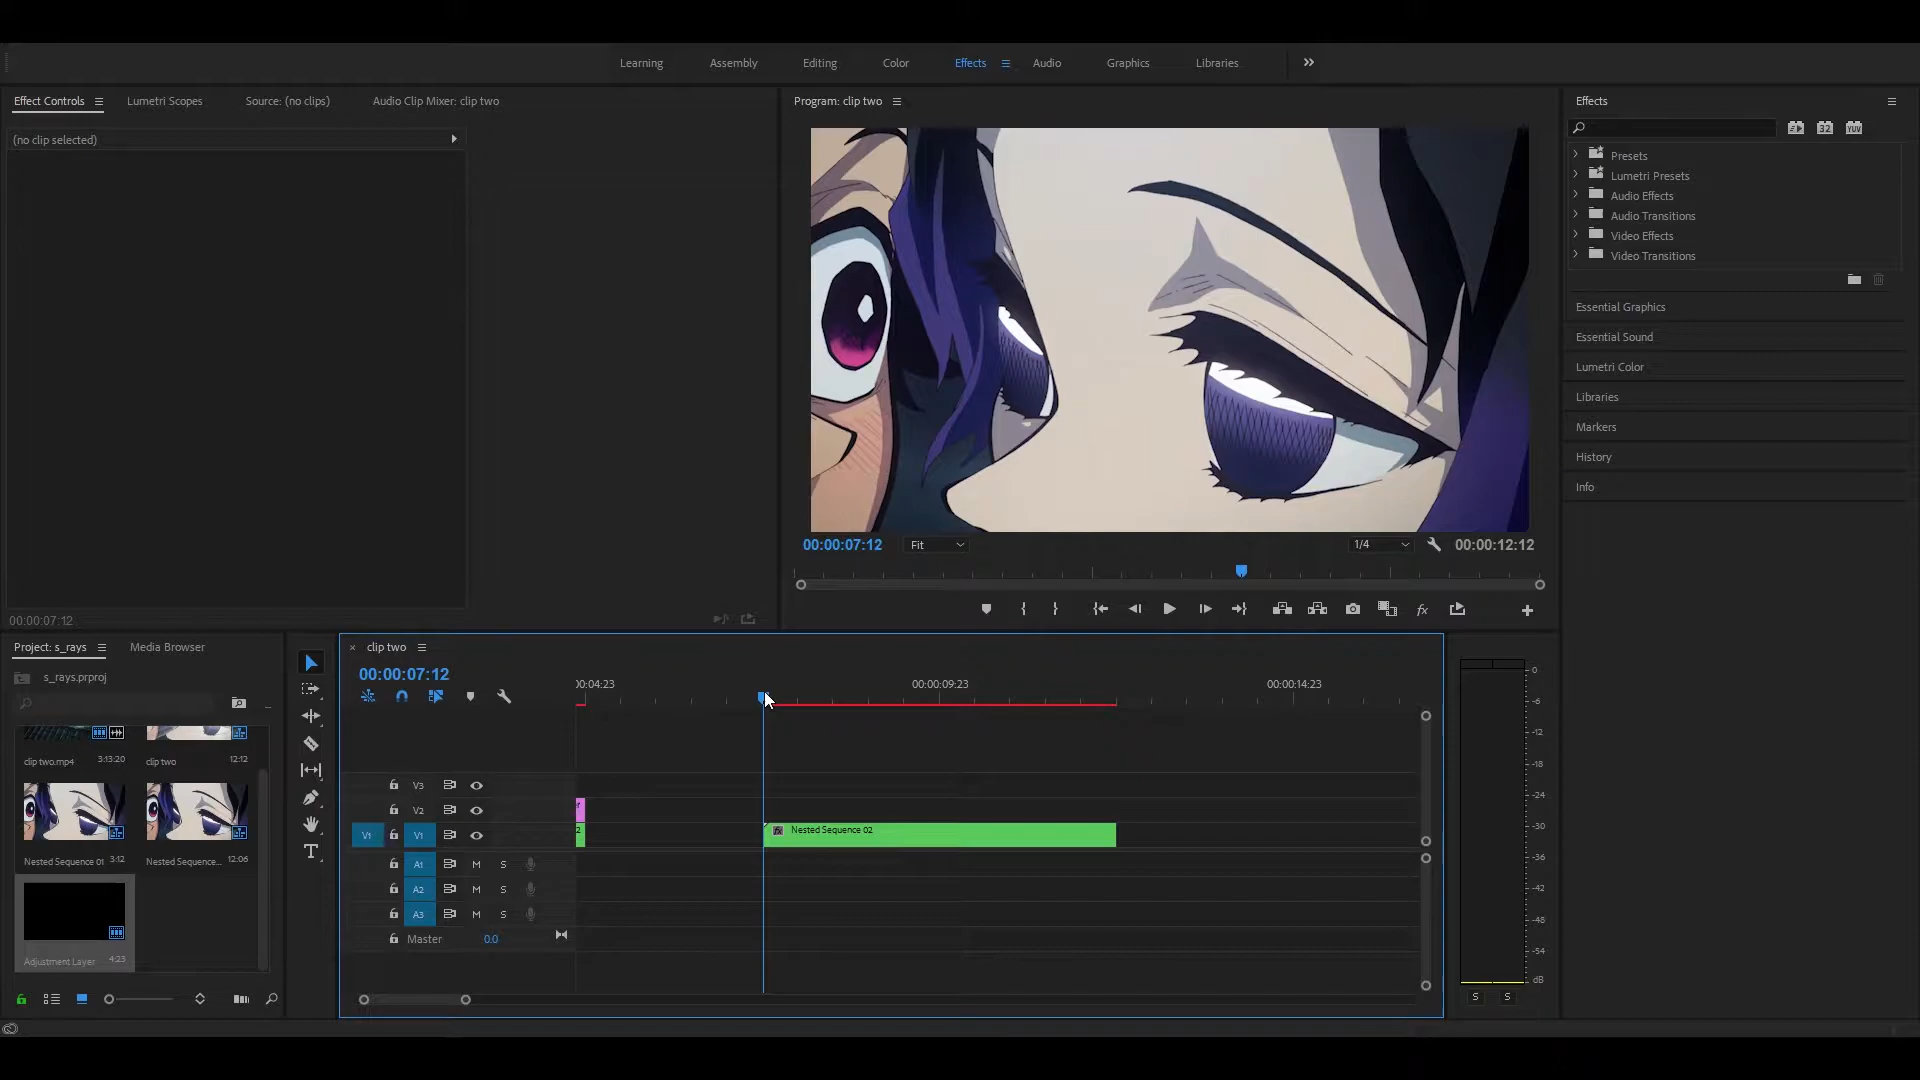 Learning Assembly Editing Color Effects Audio Graphics Libraries
Effect Controls Lumetri Scopes Source: (no clips) Audio Clip Mixer: clip two
(no clip selected)
00:00:07:12
Program: clip two
00:00:07:12 Fit 1/4 00:00:12:12
Effects
32 YUV
Presets
Lumetri Presets
Audio Effects
Audio Transitions
Video Effects
Video Transitions
Essential Graphics
Essential Sound
Lumetri Color
Libraries
Markers
History
Info
Project: s_rays Media Browser
s_rays.prproj
clip two.mp4 3:13:20 clip two 12:12
Nested Sequence 01 3:12 Nested Sequence... 12:06
Adjustment Layer 4:23
clip two
00:00:07:12
00:04:23 00:00:09:23 00:00:14:23
V3
V2
V1 V1 2 fx Nested Sequence 02
A1 M S
A2 M S
A3 M S
Master 0.0
fx
0
-6
-12
-18
-24
-30
-36
-42
-48
-54
dB
S S